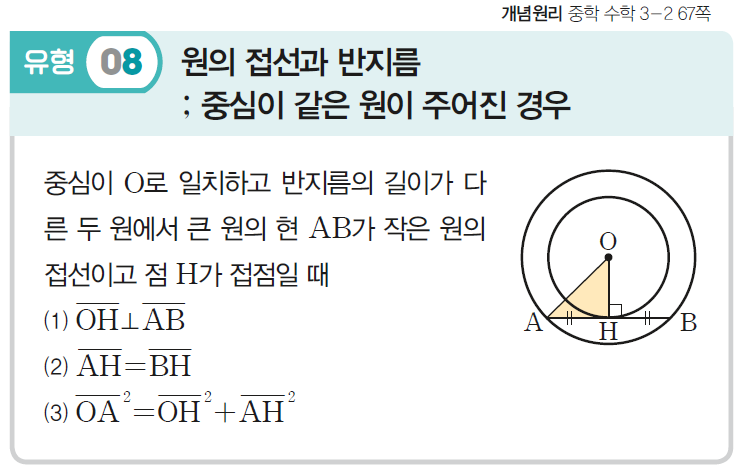 개념원리 중학 수학 3-2 67쪽
유형 08 원의 접선과 반지름
; 중심이 같은 원이 주어진 경우
중심이 O로 일치하고 반지름의 길이가 다
른 두 원에서 큰 원의 현 AB가 작은 원의
접선이고 점 H가 접점일 때
(1) OH⊥AB
(2) AH=BH
(3) OA²=OH²+AH²
O
A H B